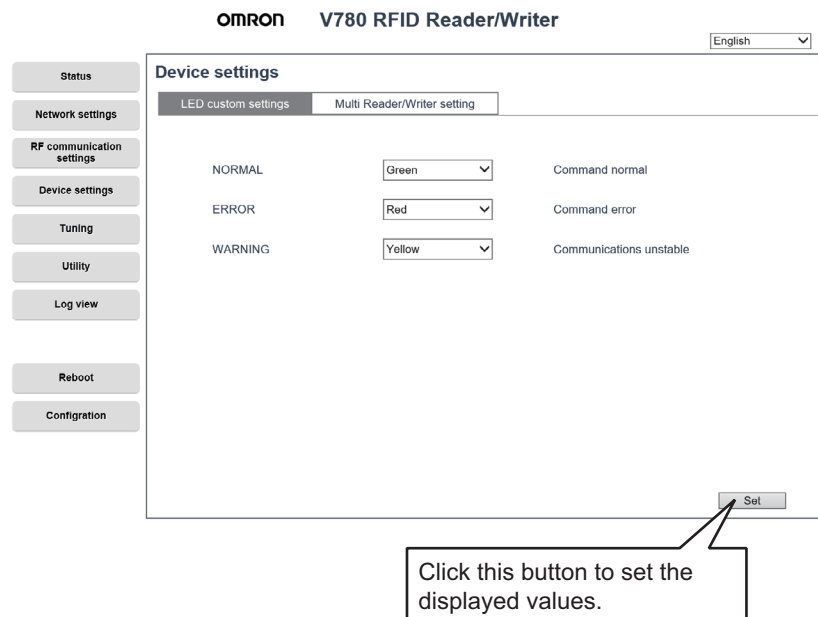 OMRON V780 RFID Reader/Writer
English
Status
Network settings
RF communication
settings
Device settings
Tuning
Utility
Log view
Reboot
Configration
Device settings
LED custom settings Multi Reader/Writer setting
NORMAL Green Command normal
ERROR Red Command error
WARNING Yellow Communications unstable
Set
Click this button to set the
displayed values.